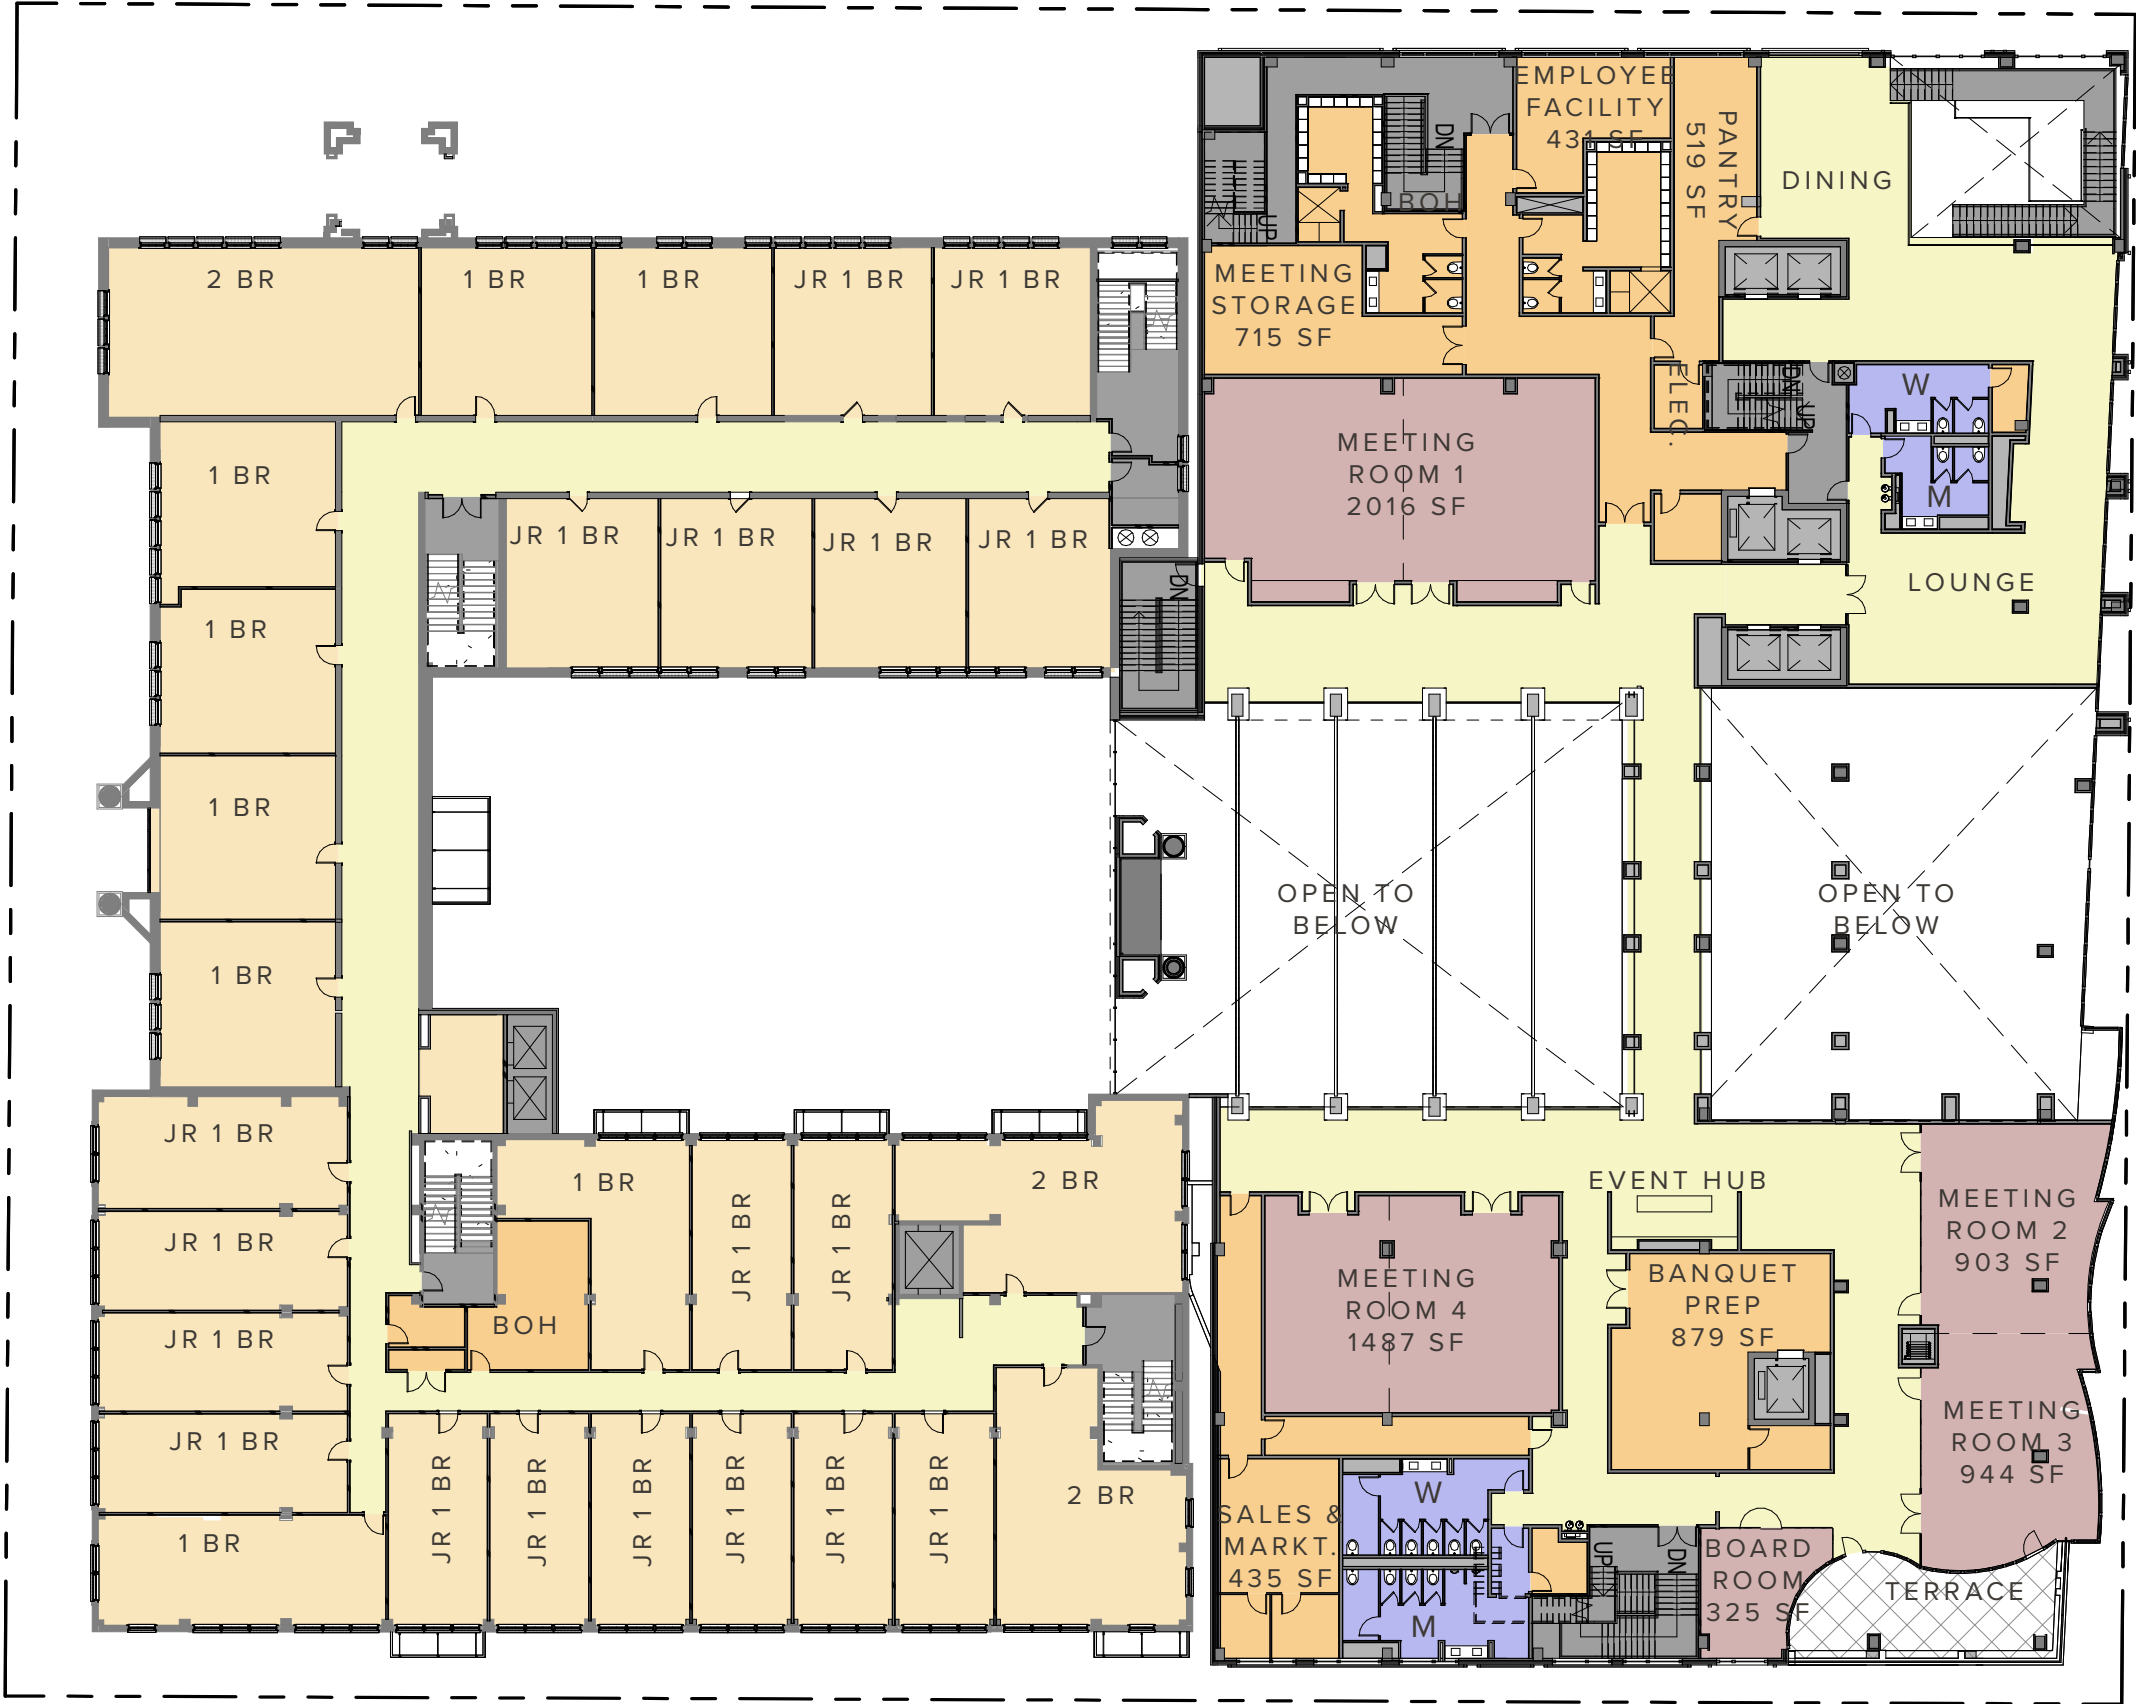 EMPLOYEE
FACILITY
431 SF
PANTRY
519 SF
DINING
DN
BOH
UP
MEETING
STORAGE
715 SF
2 BR
1 BR
1 BR
JR 1 BR
JR 1 BR
ELEC.
DN
UP
W
M
MEETING
ROOM 1
2016 SF
1 BR
JR 1 BR
JR 1 BR
JR 1 BR
JR 1 BR
DN
LOUNGE
1 BR
1 BR
1 BR
OPEN TO
BELOW
OPEN TO
BELOW
JR 1 BR
JR 1 BR
JR 1 BR
JR 1 BR
1 BR
1 BR
JR 1 BR
JR 1 BR
2 BR
BOH
EVENT HUB
MEETING
ROOM 2
903 SF
MEETING
ROOM 4
1487 SF
BANQUET
PREP
879 SF
MEETING
ROOM 3
944 SF
JR 1 BR
JR 1 BR
JR 1 BR
JR 1 BR
JR 1 BR
JR 1 BR
2 BR
SALES &
MARKT.
435 SF
W
M
UP
DN
BOARD
ROOM
325 SF
TERRACE